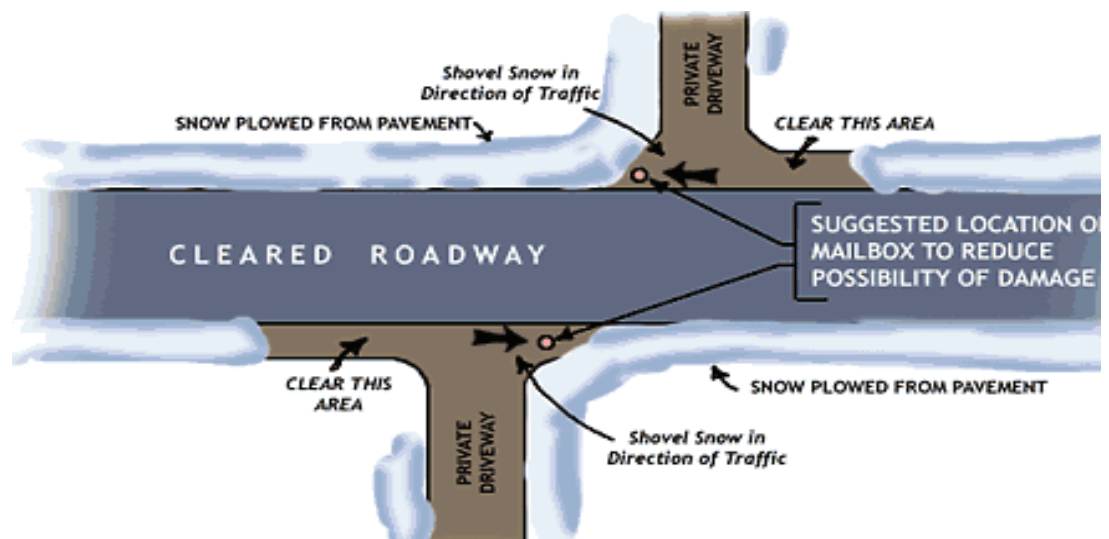 PRIVATE
DRIVEWAY
Shovel Snow in
Direction of Traffic
SNOW PLOWED FROM PAVEMENT
CLEAR THIS AREA
CLEARED ROADWAY
SUGGESTED LOCATION O
MAILBOX TO REDUCE
POSSIBILITY OF DAMAGE
CLEAR THIS
AREA
SNOW PLOWED FROM PAVEMENT
PRIVATE
DRIVEWAY
Shovel Snow in
Direction of Traffic